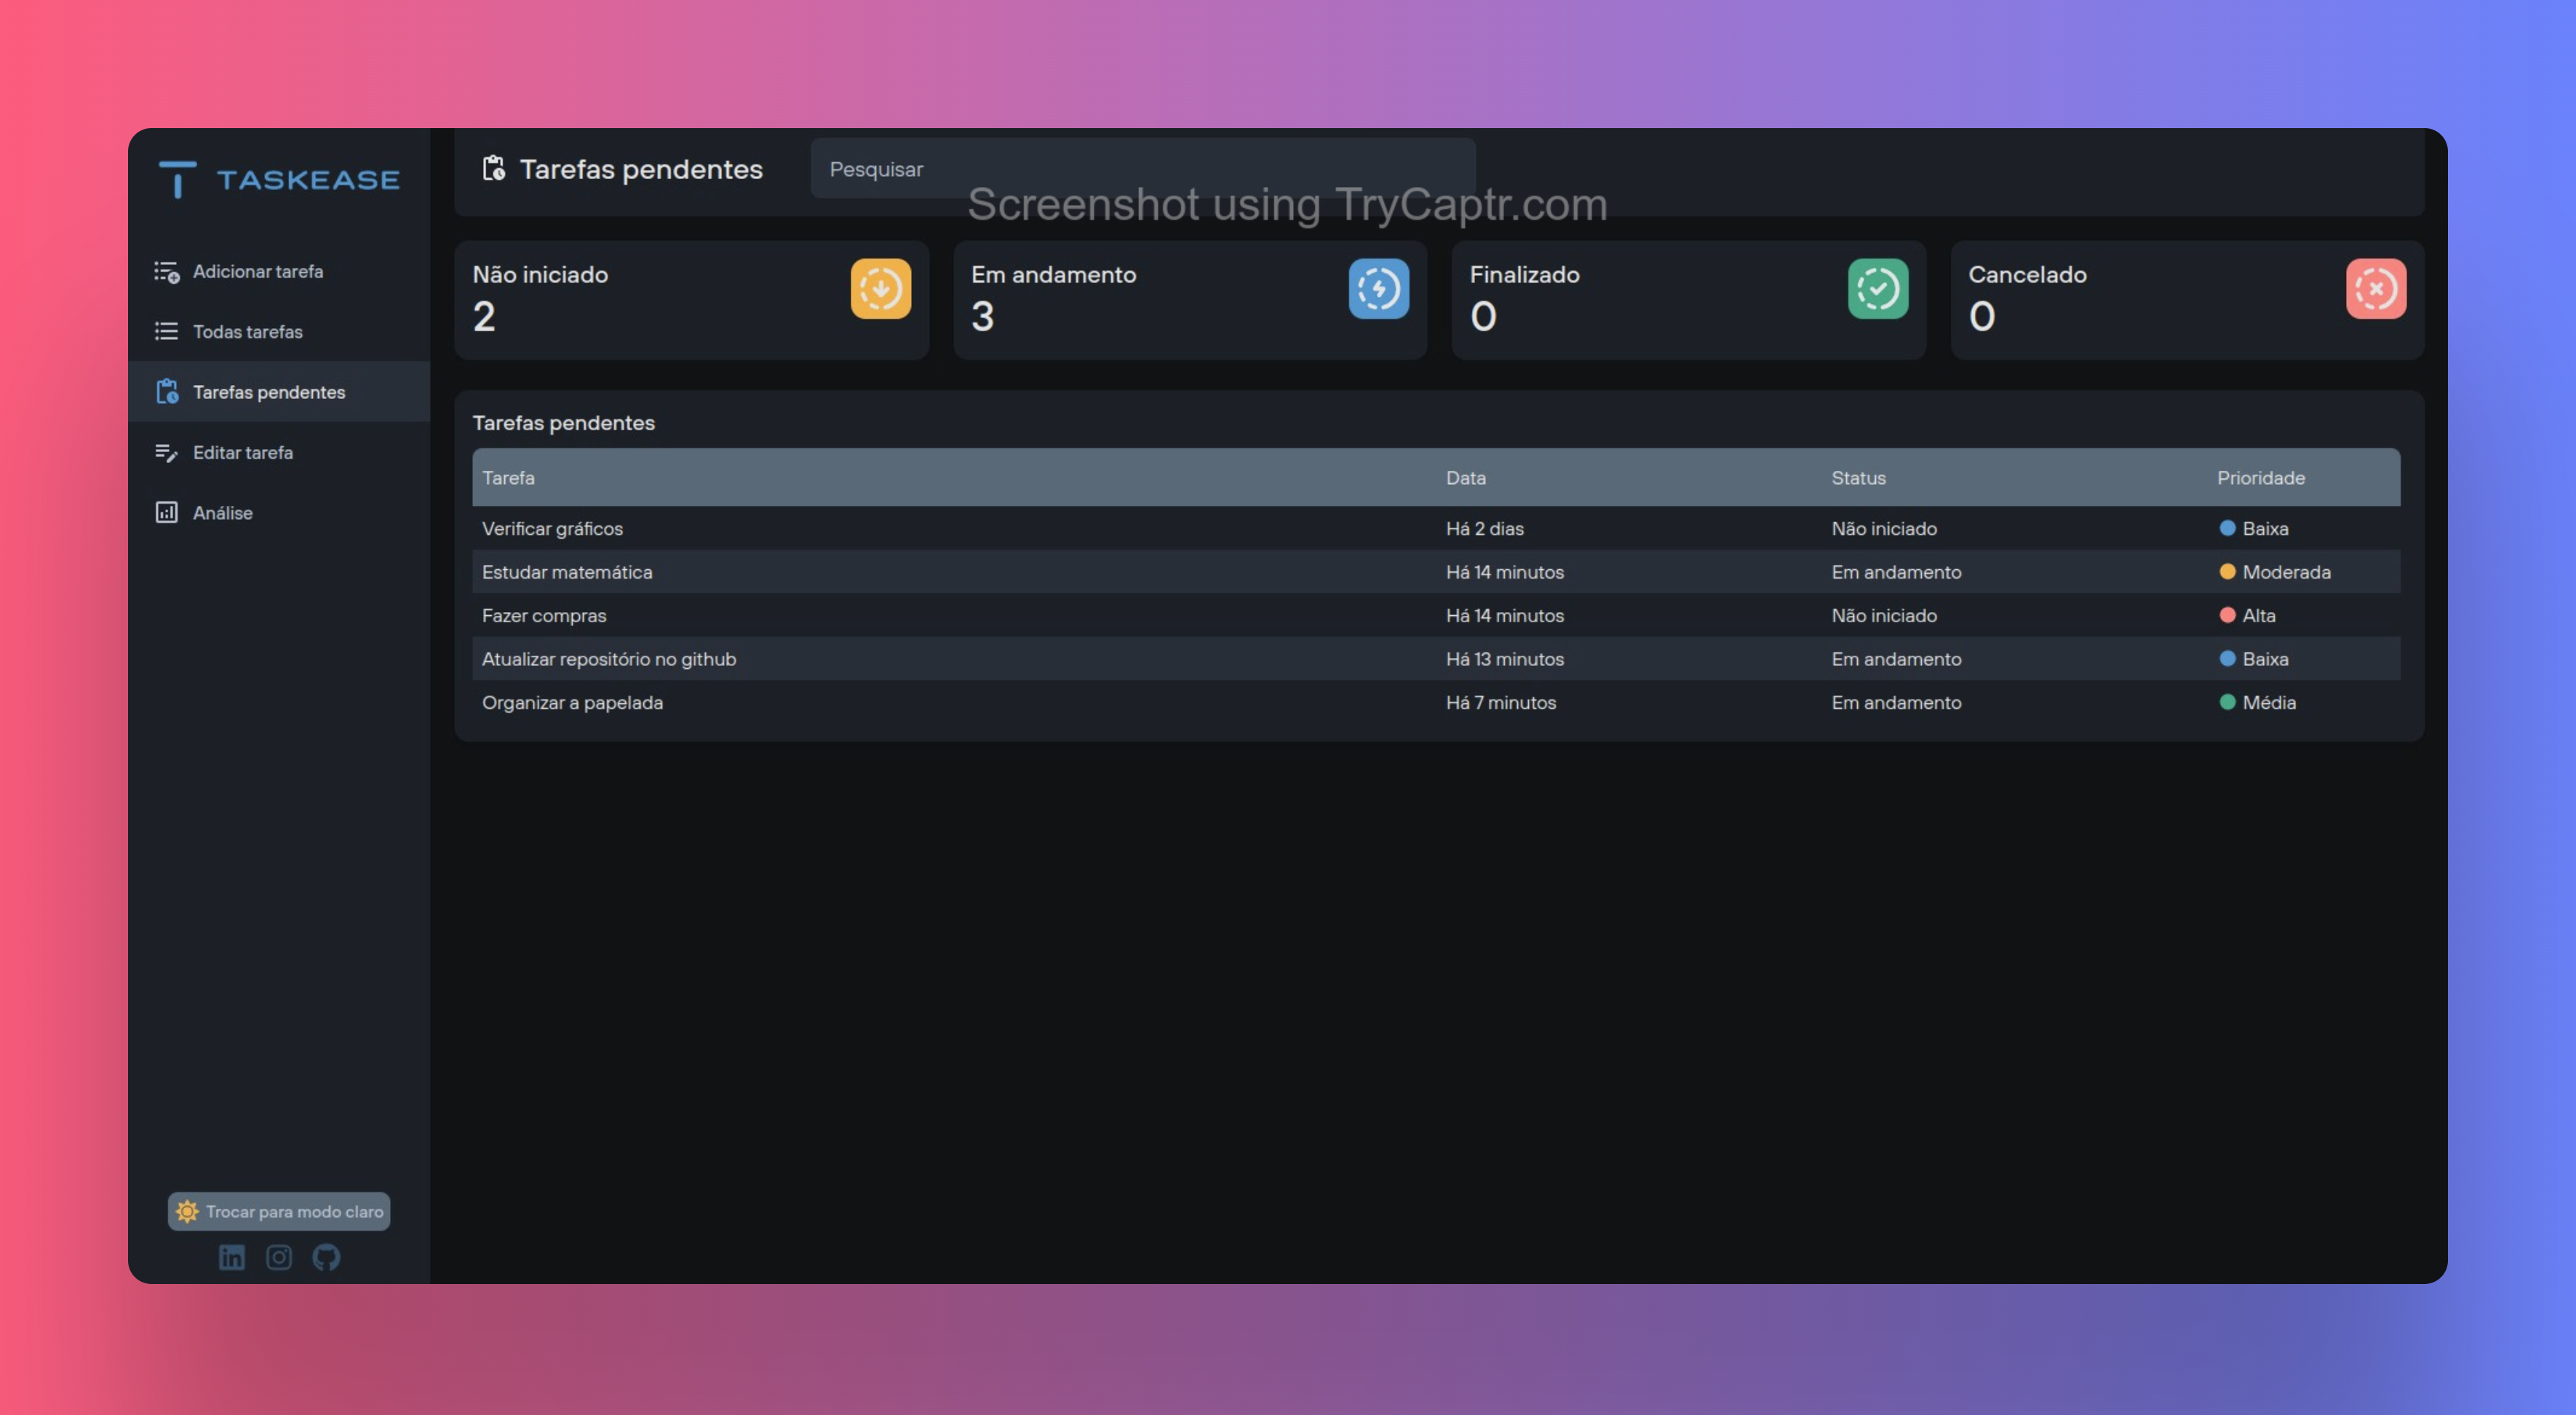 TASKEASE
Adicionar tarefa
Todas tarefas
Tarefas pendentes
Editar tarefa
Análise
Trocar para modo claro
Tarefas pendentes
Pesquisar
Screenshot using TryCaptr.com
Não iniciado
2
Em andamento
3
Finalizado
0
Cancelado
0
Tarefas pendentes
Tarefa Data Status Prioridade
Verificar gráficos Há 2 dias Não iniciado Baixa
Estudar matemática Há 14 minutos Em andamento Moderada
Fazer compras Há 14 minutos Não iniciado Alta
Atualizar repositório no github Há 13 minutos Em andamento Baixa
Organizar a papelada Há 7 minutos Em andamento Média